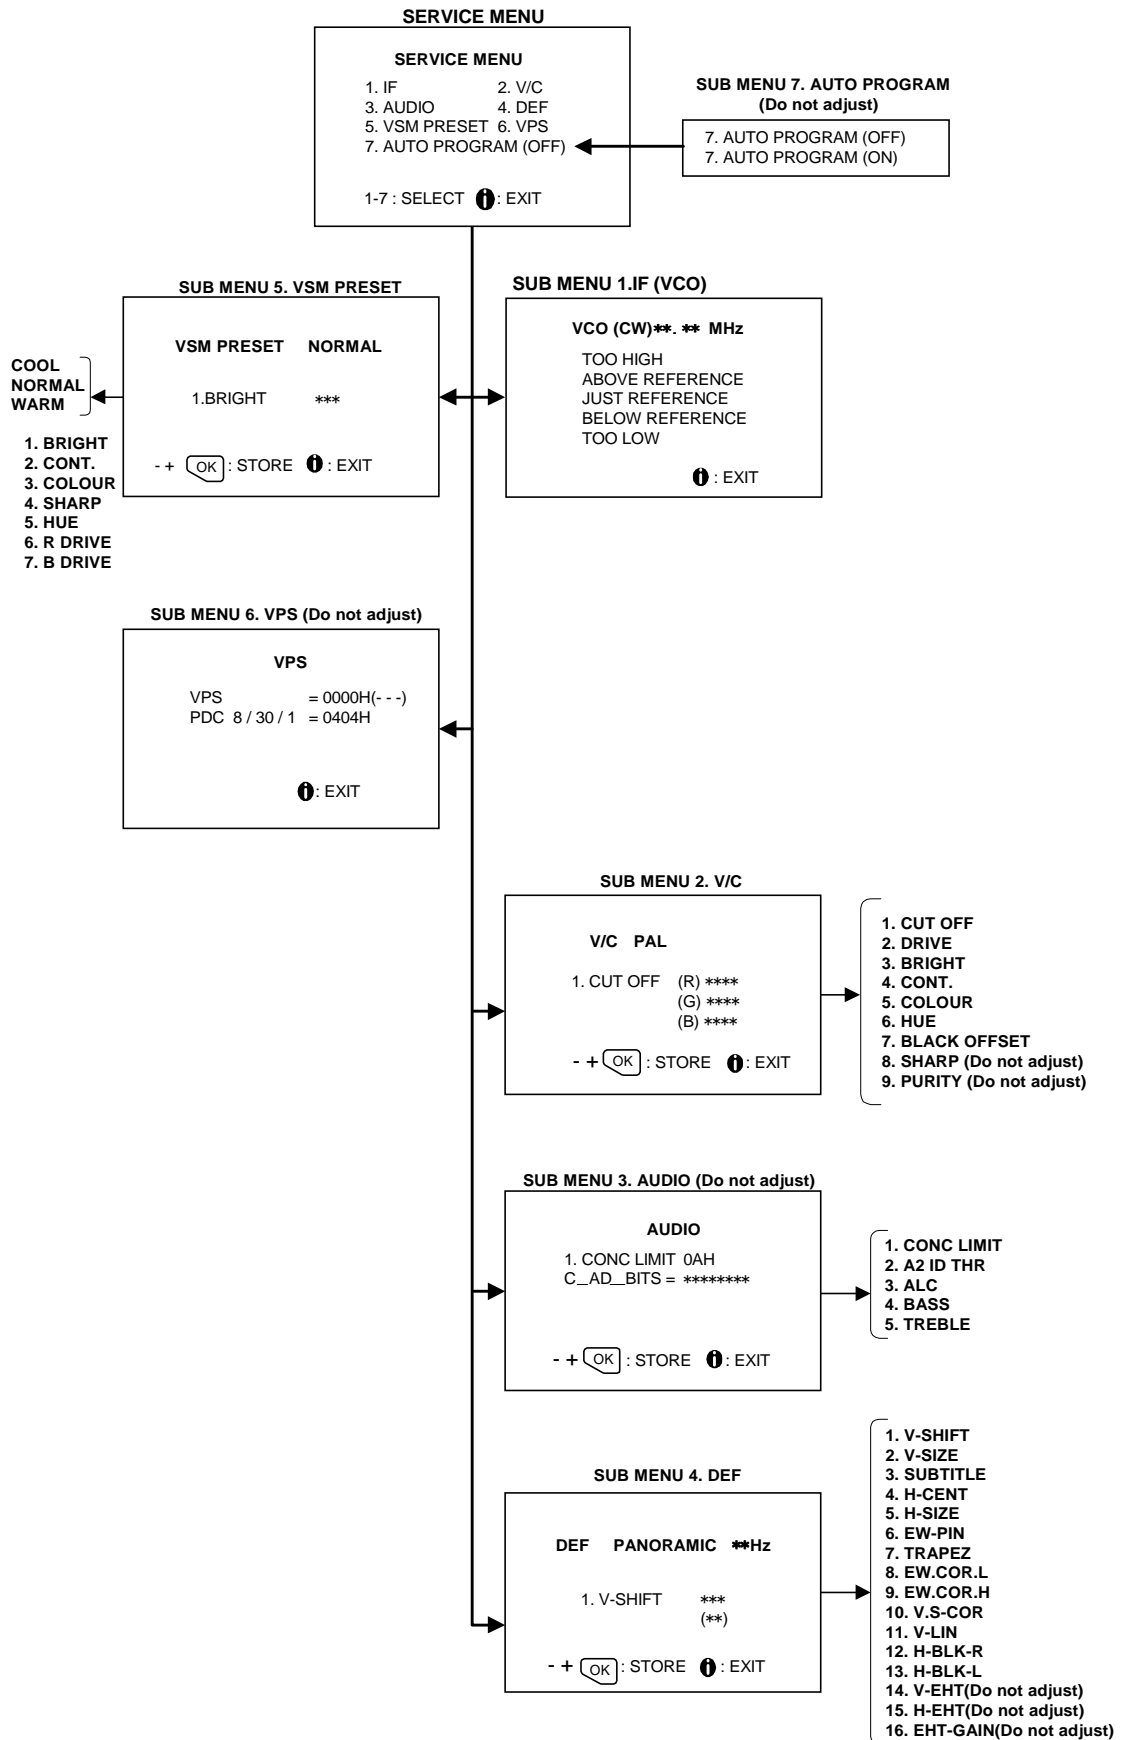 SERVICE MENU
SERVICE MENU
1. IF 2. V/C
3. AUDIO 4. DEF
5. VSM PRESET 6. VPS
7. AUTO PROGRAM (OFF)
1-7 : SELECT : EXIT
SUB MENU 7. AUTO PROGRAM
(Do not adjust)
7. AUTO PROGRAM (OFF)
7. AUTO PROGRAM (ON)
SUB MENU 5. VSM PRESET
VSM PRESET NORMAL
1.BRIGHT ***
- + OK : STORE : EXIT
COOL
NORMAL
WARM
1. BRIGHT
2. CONT.
3. COLOUR
4. SHARP
5. HUE
6. R DRIVE
7. B DRIVE
SUB MENU 1.IF (VCO)
VCO (CW)**. ** MHz
TOO HIGH
ABOVE REFERENCE
JUST REFERENCE
BELOW REFERENCE
TOO LOW
: EXIT
SUB MENU 6. VPS (Do not adjust)
VPS
VPS = 0000H(- - -)
PDC 8 / 30 / 1 = 0404H
: EXIT
SUB MENU 2. V/C
V/C PAL
1. CUT OFF (R) ****
(G) ****
(B) ****
- + OK : STORE : EXIT
1. CUT OFF
2. DRIVE
3. BRIGHT
4. CONT.
5. COLOUR
6. HUE
7. BLACK OFFSET
8. SHARP (Do not adjust)
9. PURITY (Do not adjust)
SUB MENU 3. AUDIO (Do not adjust)
AUDIO
1. CONC LIMIT 0AH
C_AD_BITS = ********
- + OK : STORE : EXIT
1. CONC LIMIT
2. A2 ID THR
3. ALC
4. BASS
5. TREBLE
SUB MENU 4. DEF
DEF PANORAMIC **Hz
1. V-SHIFT ***
(**)
- + OK : STORE : EXIT
1. V-SHIFT
2. V-SIZE
3. SUBTITLE
4. H-CENT
5. H-SIZE
6. EW-PIN
7. TRAPEZ
8. EW.COR.L
9. EW.COR.H
10. V.S-COR
11. V-LIN
12. H-BLK-R
13. H-BLK-L
14. V-EHT(Do not adjust)
15. H-EHT(Do not adjust)
16. EHT-GAIN(Do not adjust)